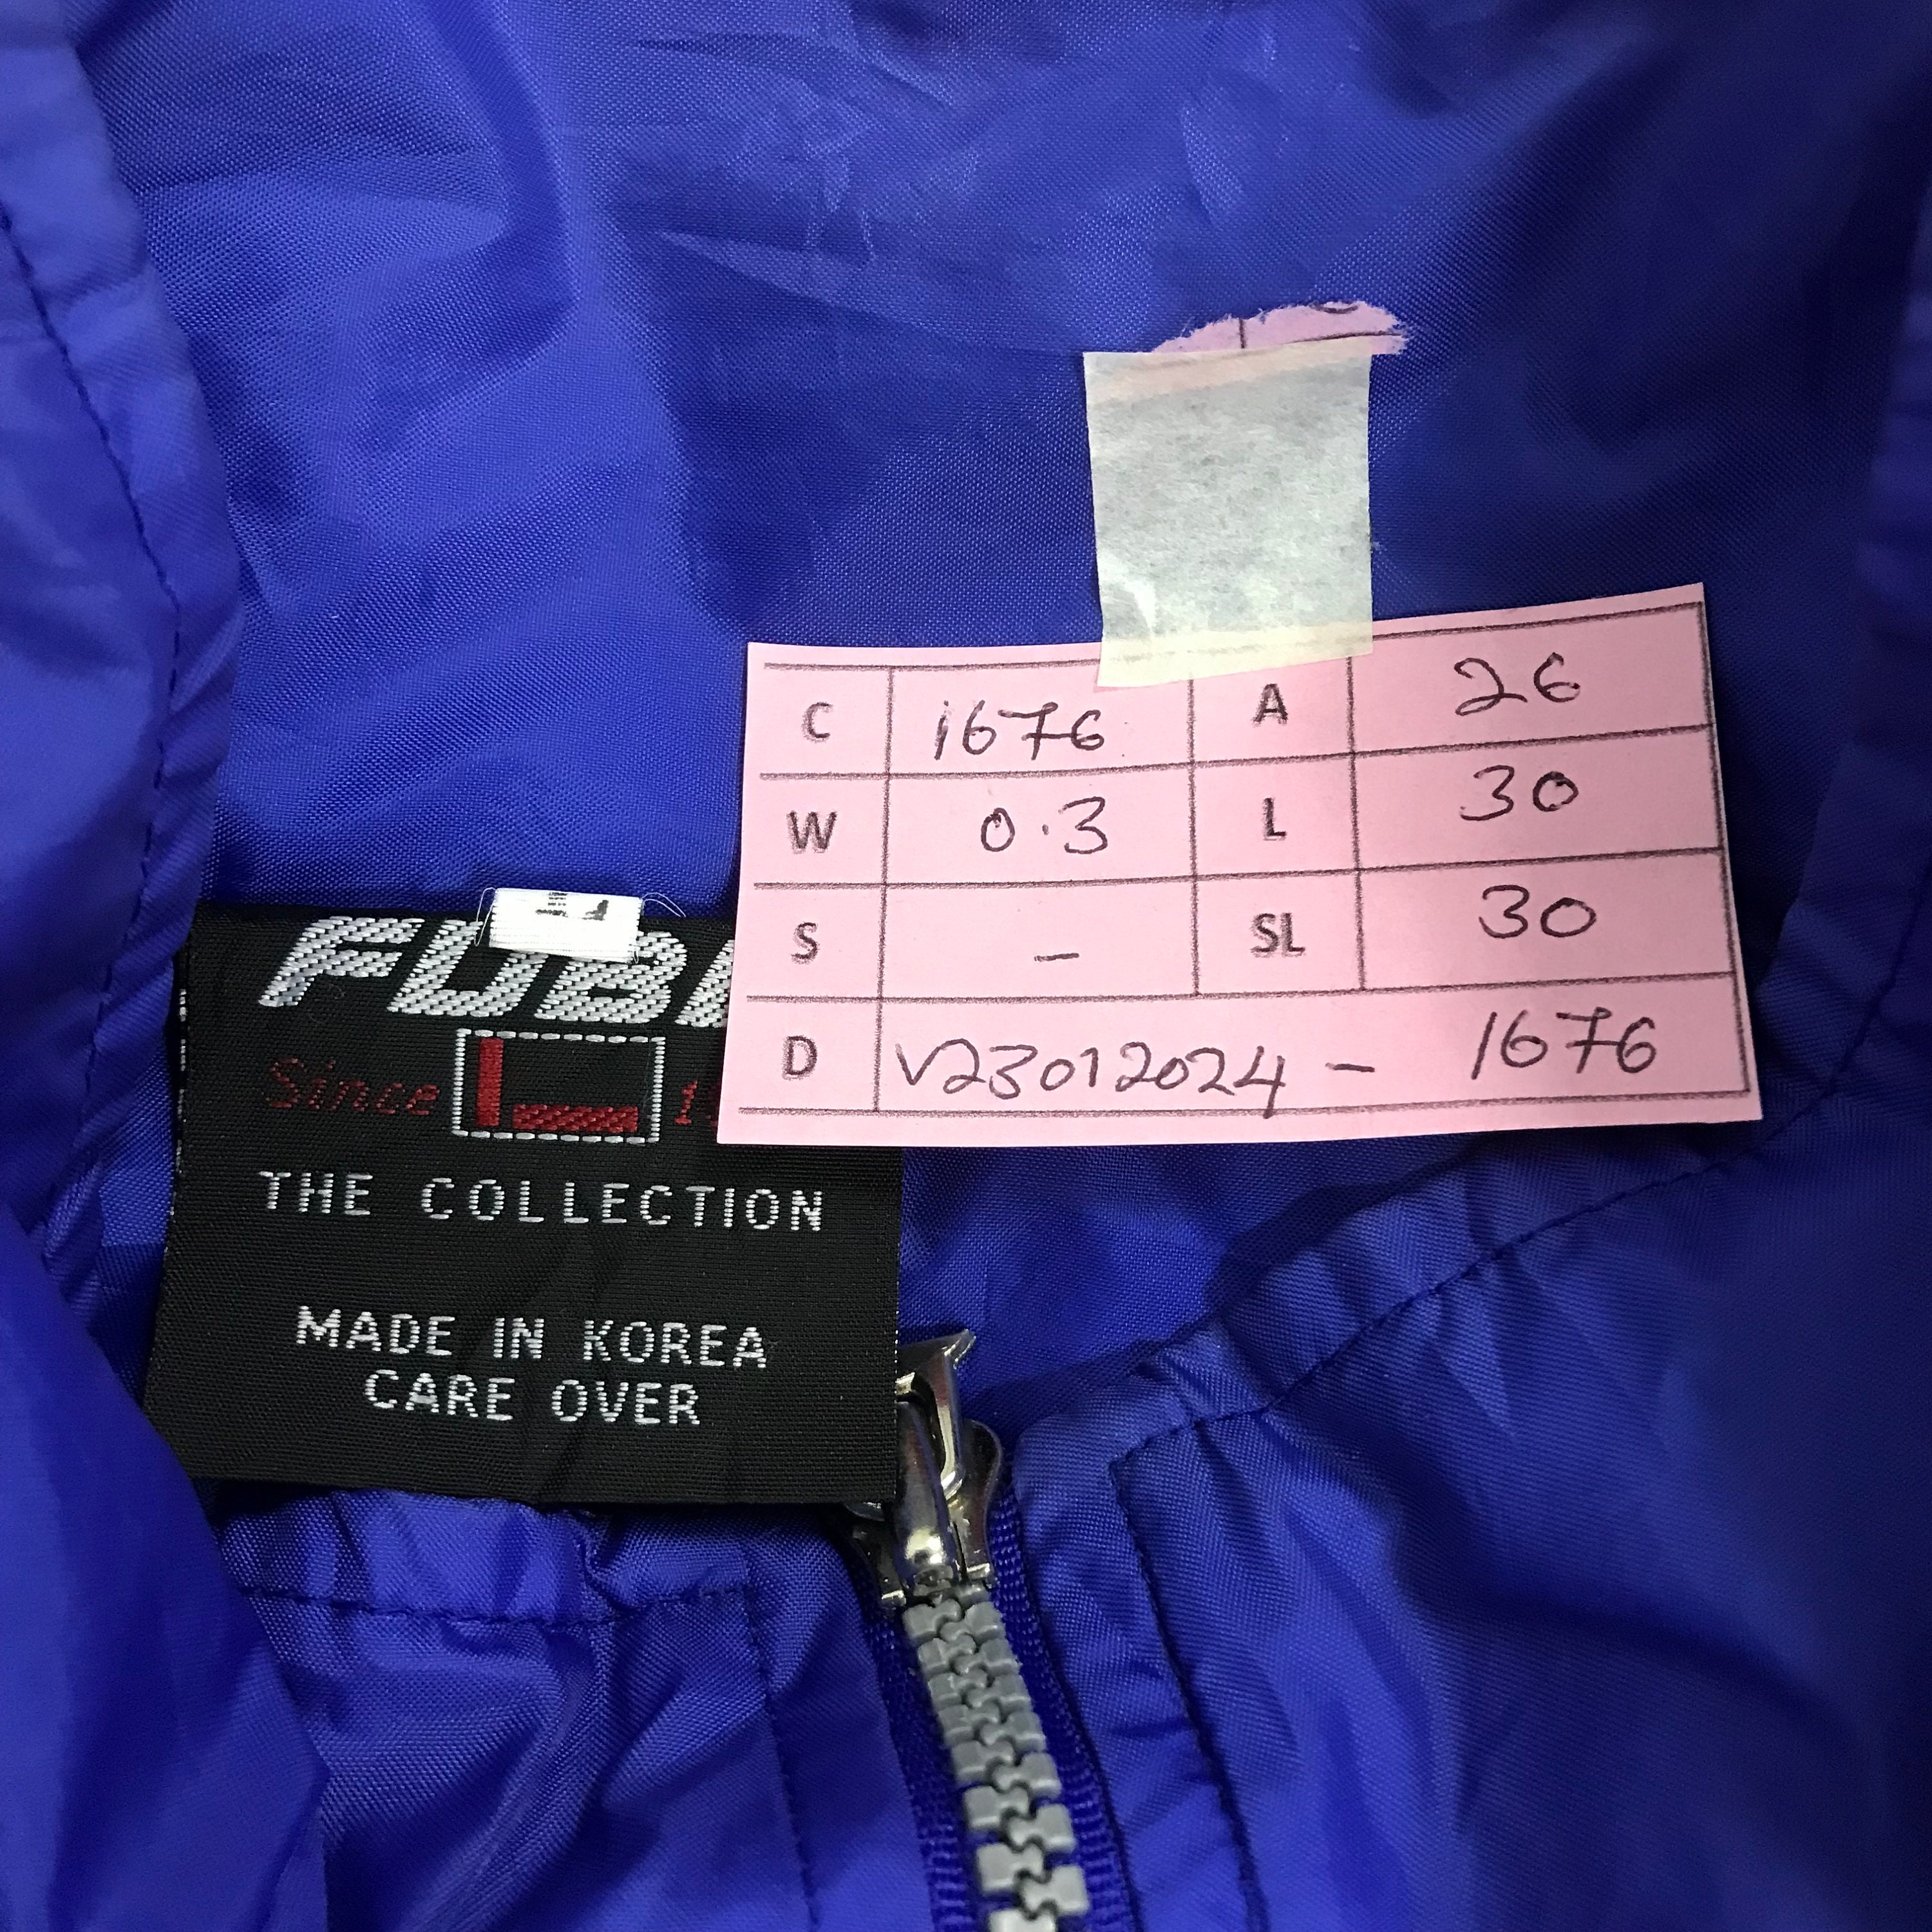 C 1676 A 26
W 0.3 L 30
S - SL 30
D V23012024 - 1676
L
Since
THE COLLECTION
MADE IN KOREA
CARE OVER